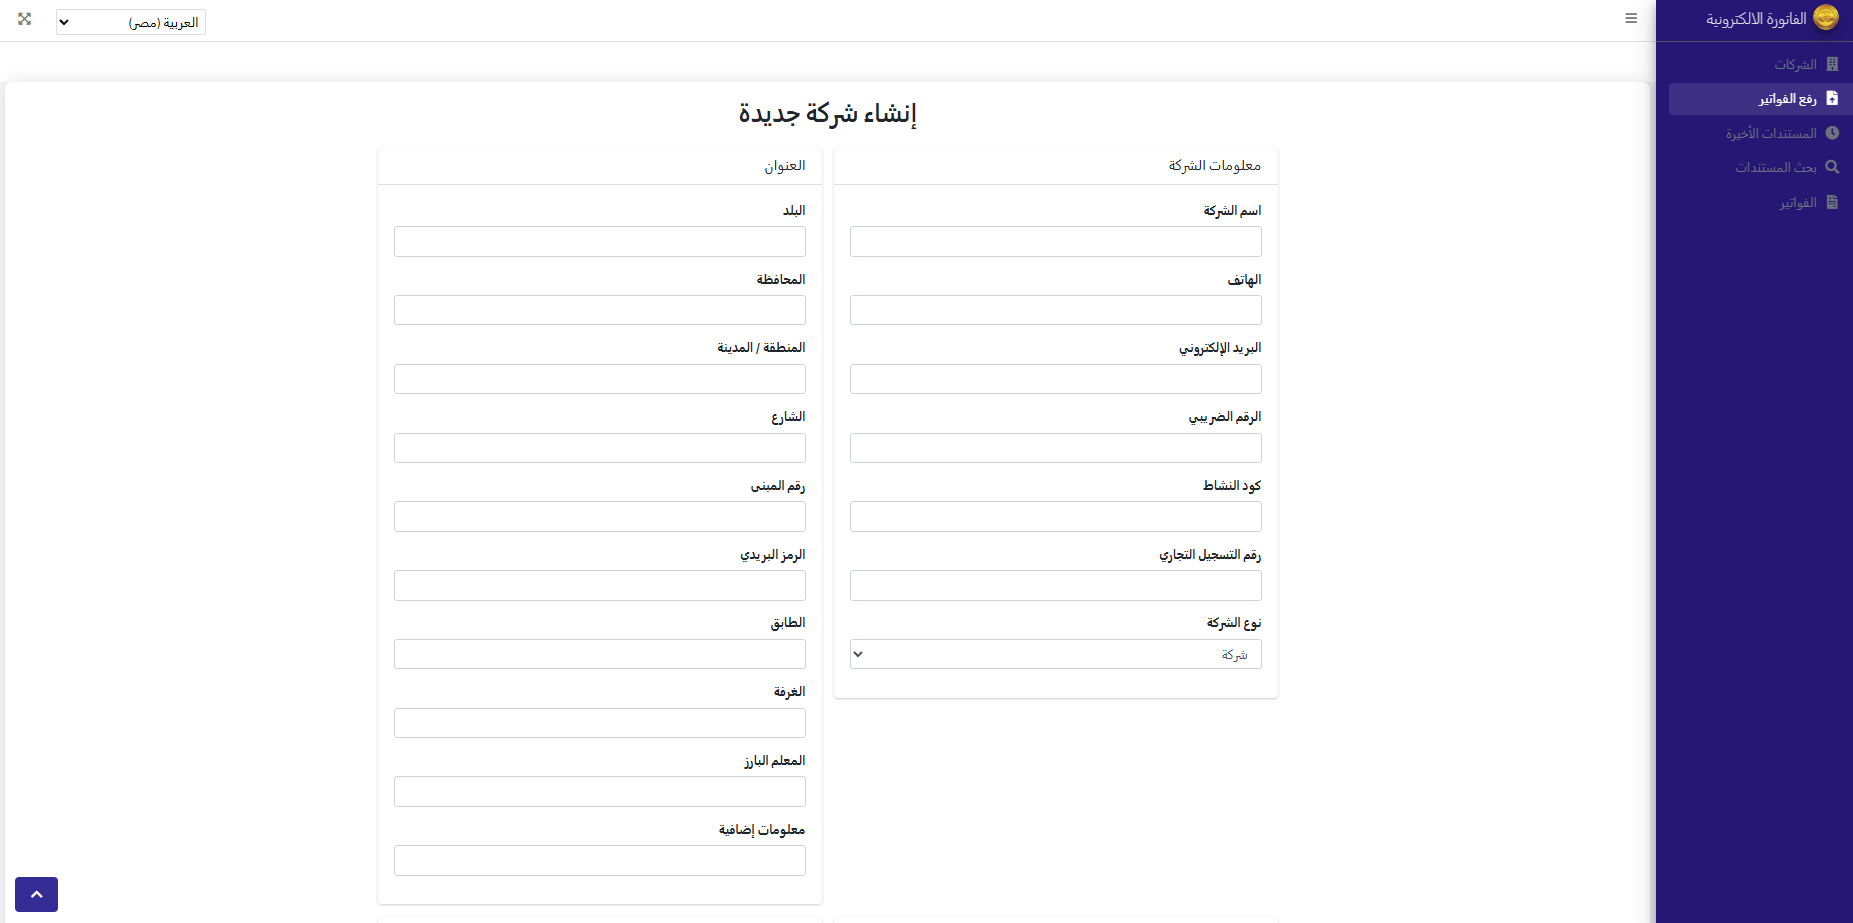 الفاتورة الالكترونية
العربية (مصر)
الشركات
رفع الفواتير
المستندات الأخيرة
بحث المستندات
الفواتير
إنشاء شركة جديدة
معلومات الشركة
اسم الشركة
الهاتف
البريد الإلكتروني
الرقم الضريبي
كود النشاط
رقم التسجيل التجاري
نوع الشركة
شركة
العنوان
البلد
المحافظة
المنطقة / المدينة
الشارع
رقم المبنى
الرمز البريدي
الطابق
الغرفة
المعلم البارز
معلومات إضافية